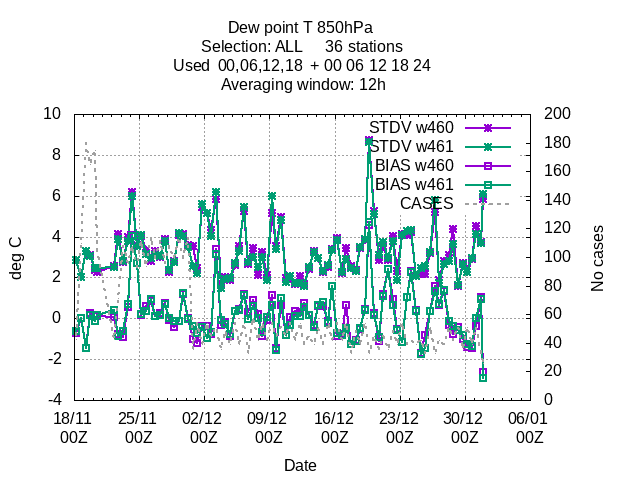 Dew point T 850hPa
Selection: ALL 36 stations
Used 00,06,12,18 + 00 06 12 18 24
Averaging window: 12h
10 200
8 180
6 160
4 140
2 120
0 100
-2 80
-4 60
40
20
0
deg C
No cases
STDV w460
STDV w461
BIAS w460
BIAS w461
CASES
18/11 25/11 02/12 09/12 16/12 23/12 30/12 06/01
00Z 00Z 00Z 00Z 00Z 00Z 00Z 00Z
Date